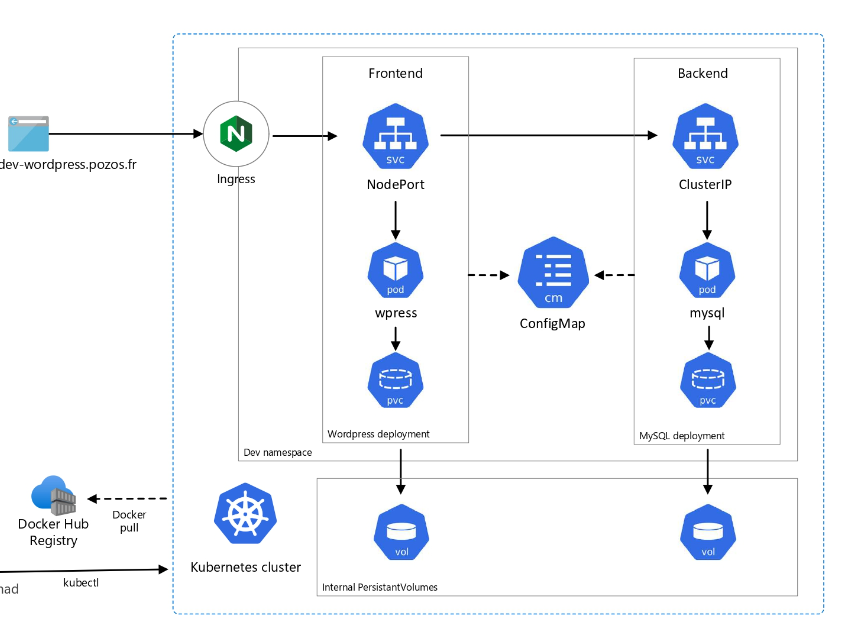 Frontend
Backend
svc
svc
dev-wordpress.pozos.fr
N
Ingress
NodePort
ClusterIP
pod
cm
pod
wpress
ConfigMap
mysql
pvc
pvc
Wordpress deployment
MySQL deployment
Dev namespace
Docker Hub
Registry
Docker
pull
vol
vol
Kubernetes cluster
kubectl
Internal PersistantVolumes